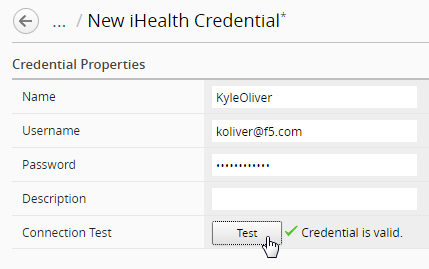 ... / New iHealth Credential*
Credential Properties
Name KyleOliver
Username koliver@f5.com
Password ••••••••••••
Description
Connection Test Test Credential is valid.